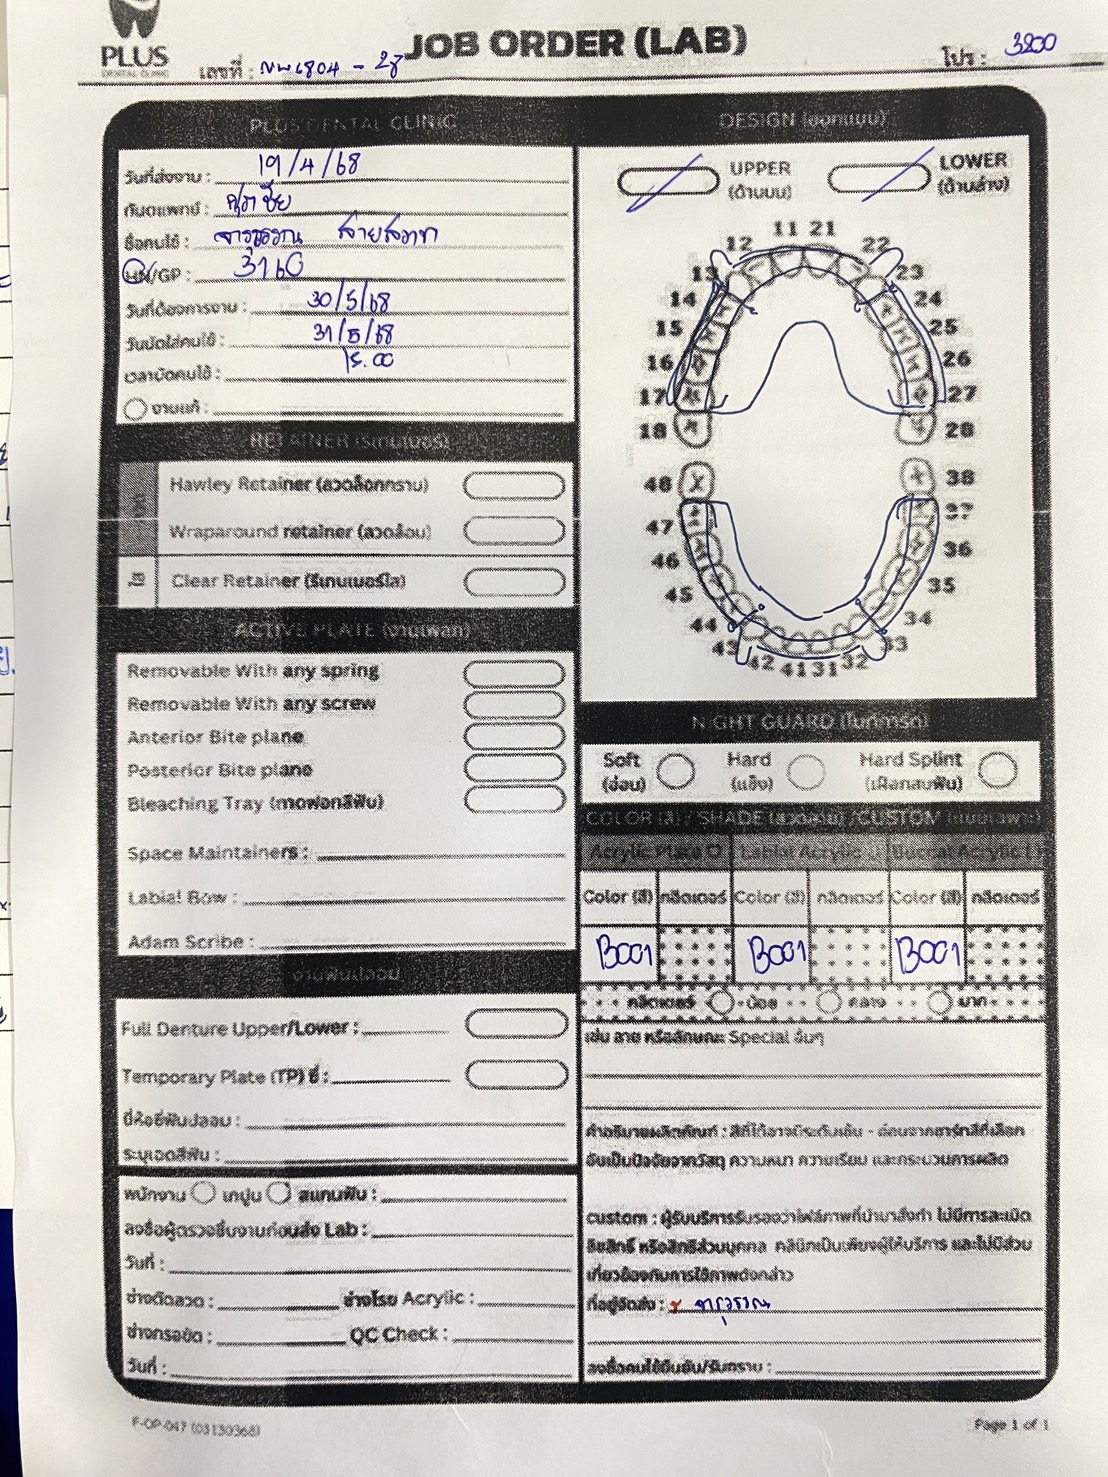 PLUS
DENTAL CLINIC
JOB ORDER (LAB)
เลขที่ : 1804 - 28
โปร : 3200
PLUS DENTAL CLINIC
วันที่ส่งงาน : 19/4/68
ทันตแพทย์ : สุราชัย
ชื่อคนไข้ : จารุวรรณ
HN/GP : 3160
วันที่ต้องการงาน : 30/5/68
วันนัดใส่คนไข้ : 31/5/68
เวลานัดคนไข้ : 15.00
งานแก้ :
RETAINER (รีเทนเนอร์)
Hawley Retainer (ลวดล็อกกราม)
Wraparound retainer (ลวดล้อม)
Clear Retainer (รีเทนเนอร์ใส)
ACTIVE PLATE (งานเพลท)
Removable With any spring
Removable With any screw
Anterior Bite plane
Posterior Bite plane
Bleaching Tray (ถาดฟอกสีฟัน)
Space Maintainers :
Labial Bow :
Adam Scribe :
งานฟันปลอม
Full Denture Upper/Lower :
Temporary Plate (TP) ซี่ :
ยี่ห้อซี่ฟันปลอม :
ระบุเฉดสีฟัน :
พนักงาน เทปูน สแกนฟัน :
ลงชื่อผู้ตรวจชิ้นงานก่อนส่ง Lab :
วันที่ :
ช่างดัดลวด : ช่างโรย Acrylic :
ช่างกรอขัด : QC Check :
วันที่ :
DESIGN (ออกแบบ)
UPPER (ด้านบน)
LOWER (ด้านล่าง)
11 21
12 22
13 23
14 24
15 25
16 26
17 27
18 28
48 38
47 37
46 36
45 35
44 34
43 33
42 41 31 32
NIGHT GUARD (ไนท์การ์ด)
Soft (อ่อน)
Hard (แข็ง)
Hard Splint (เฝือกสบฟัน)
COLOR (สี) / SHADE (ลวดลาย) /CUSTOM (แบบเฉพาะ)
Acrylic Plate Labial Acrylic Buccal Acrylic
Color (สี) กลิตเตอร์ Color (สี) กลิตเตอร์ Color (สี) กลิตเตอร์
B001 B001 B001
กลิตเตอร์ น้อย กลาง มาก
เช่น ลาย หรือลักษณะ Special อื่นๆ
คำอธิบายผลิตภัณฑ์ : สีที่ได้อาจมีระดับเข้ม - อ่อนจากชาร์ทสีที่เลือก
อันเป็นปัจจัยจากวัสดุ ความหนา ความเรียบ และกระบวนการผลิต
custom : ผู้รับบริการรับรองว่าไฟล์ภาพที่นำมาสั่งทำ ไม่มีการละเมิด
ลิขสิทธิ์ หรือสิทธิส่วนบุคคล คลินิกเป็นเพียงผู้ให้บริการ และไม่มีส่วน
เกี่ยวข้องกับการใช้ภาพดังกล่าว
ที่อยู่จัดส่ง : จารุวรรณ
ลงชื่อคนไข้ยืนยัน/รับทราบ :
F-OP-047 (03130368)
Page 1 of 1